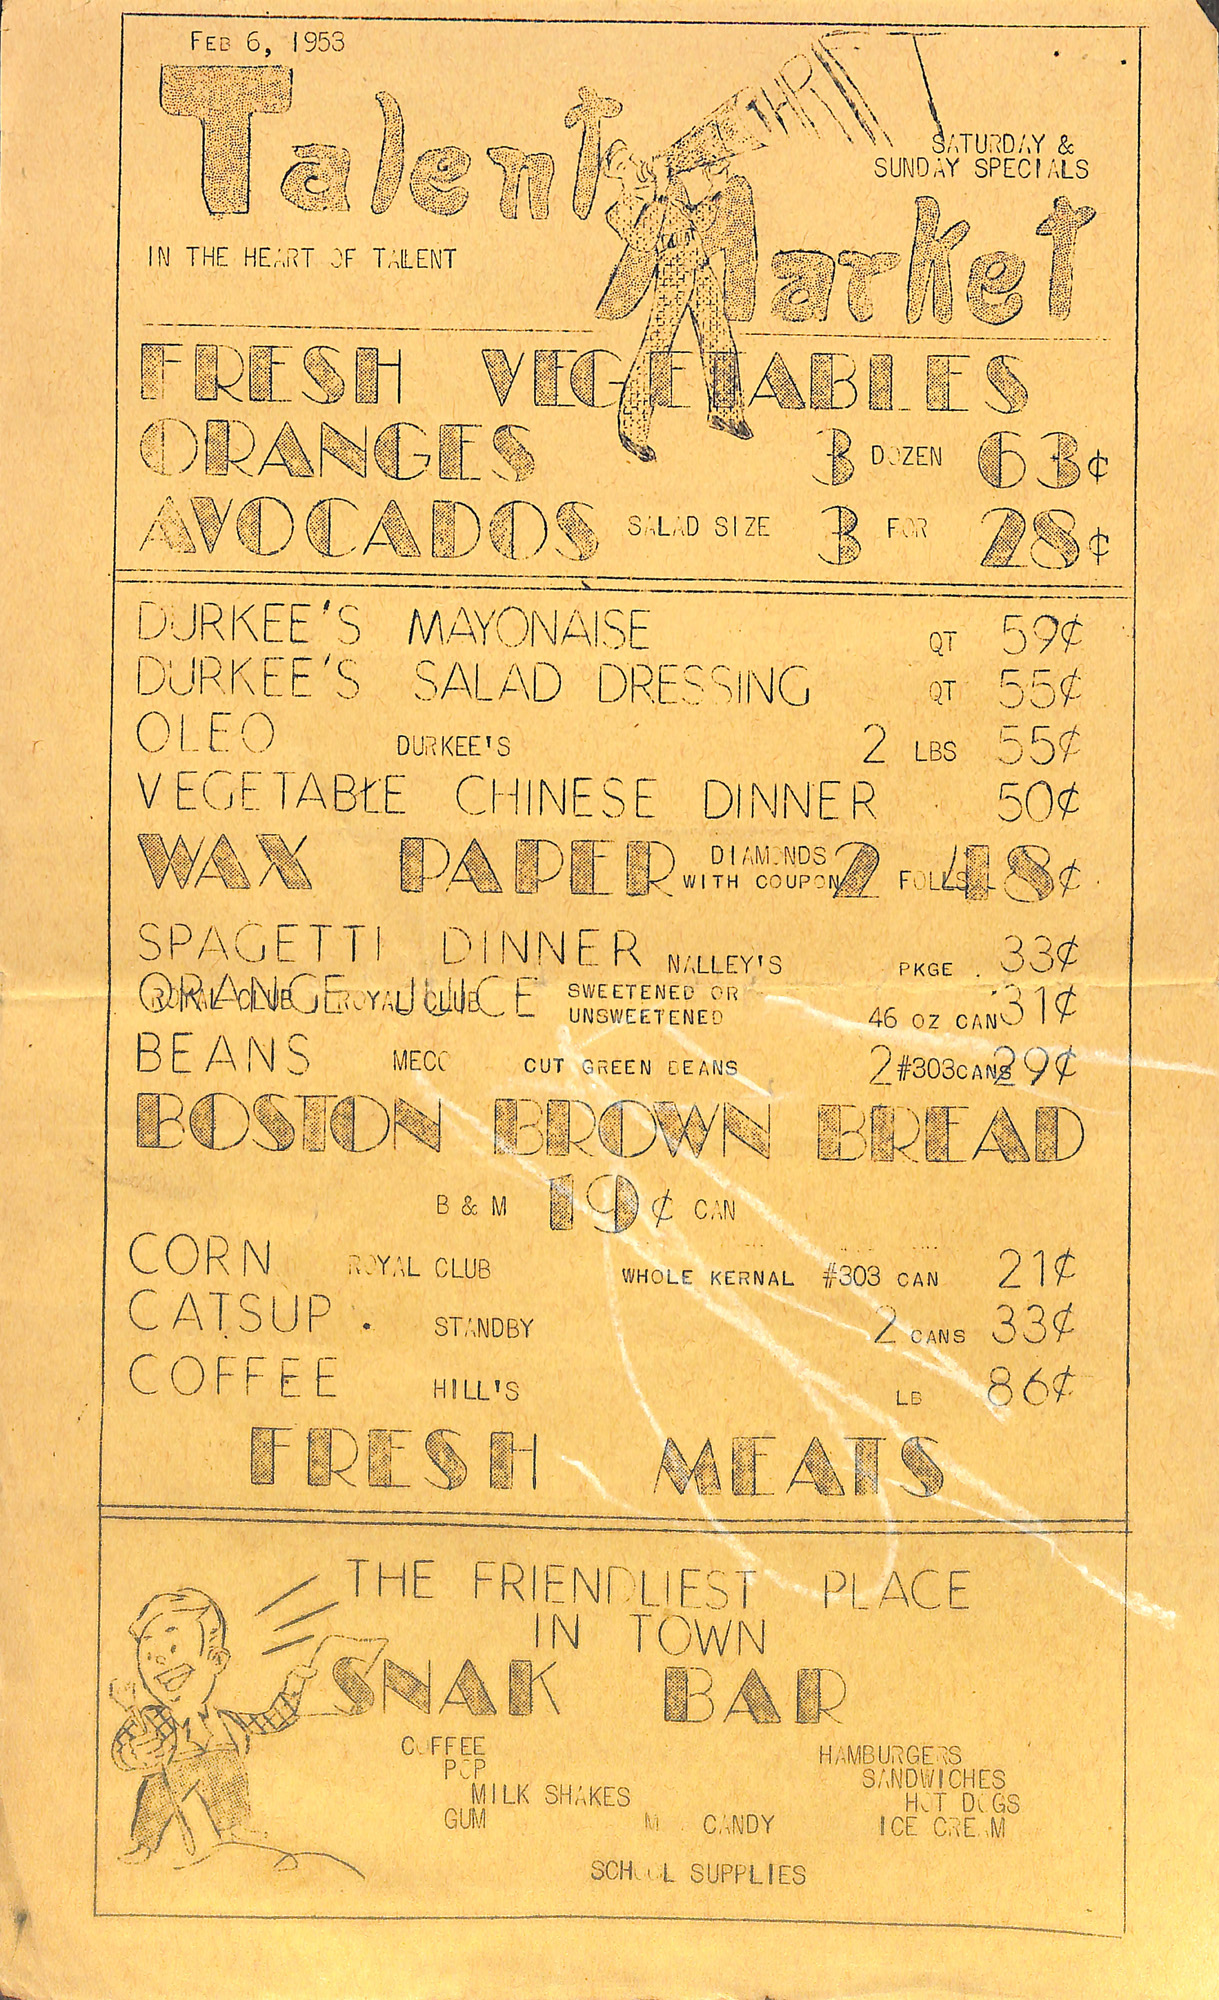 FEB 6, 1953
Talent
THRIFT
SATURDAY &
SUNDAY SPECIALS
IN THE HEART OF TALENT
Market
FRESH VEGETABLES
ORANGES 3 DOZEN 63¢
AVOCADOS SALAD SIZE 3 FOR 28¢
DURKEE'S MAYONAISE QT 59¢
DURKEE'S SALAD DRESSING QT 55¢
OLEO DURKEE'S 2 LBS 55¢
VEGETABLE CHINESE DINNER 50¢
WAX PAPER DIAMONDS WITH COUPON 2 48¢
SPAGETTI DINNER NALLEY'S PKGE . 33¢
ORANGE JUICE ROYAL CLUB SWEETENED OR UNSWEETENED 46 OZ CAN 31¢
BEANS CUT GREEN BEANS 2 #303 CANS 29¢
BOSTON BROWN BREAD
B & M 19¢ CAN
CORN ROYAL CLUB WHOLE KERNAL #303 CAN 21¢
CATSUP . STANDBY 2 CANS 33¢
COFFEE HILL'S LB 86¢
FRESH MEATS
THE FRIENDLIEST PLACE
IN TOWN
SNAK BAR
COFFEE HAMBURGERS
POP SANDWICHES
MILK SHAKES HOT DOGS
GUM CANDY ICE CREAM
SCHOOL SUPPLIES